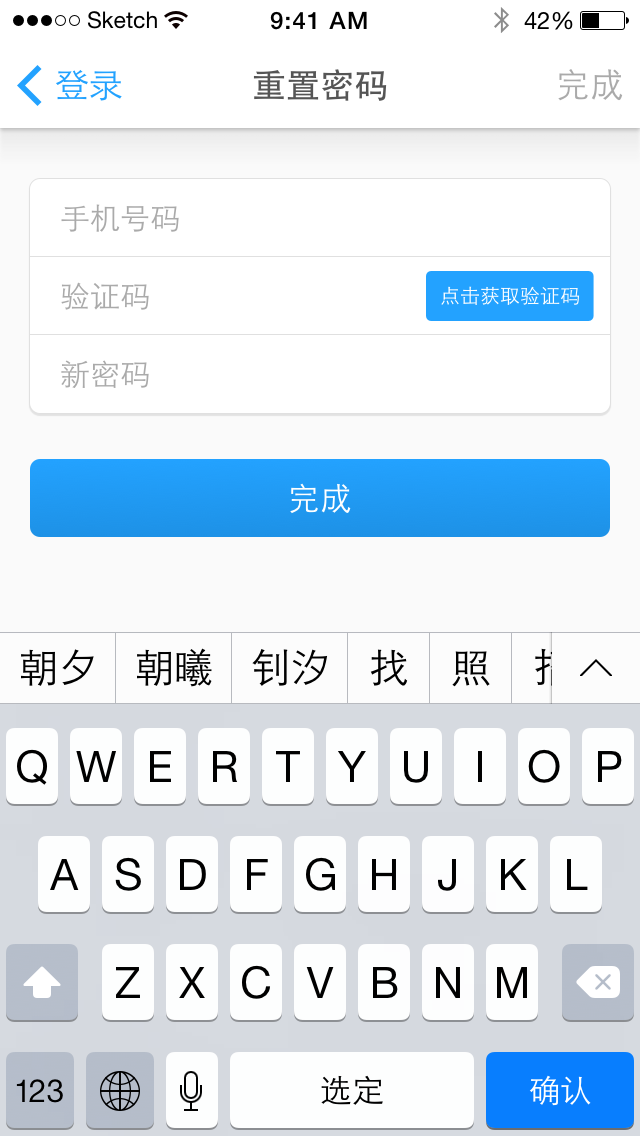 Sketch 9:41 AM 42%
登录 重置密码 完成
手机号码
验证码 点击获取验证码
新密码
完成
朝夕 朝曦 钊汐 找 照
Q W E R T Y U I O P
A S D F G H J K L
Z X C V B N M
123 选定 确认